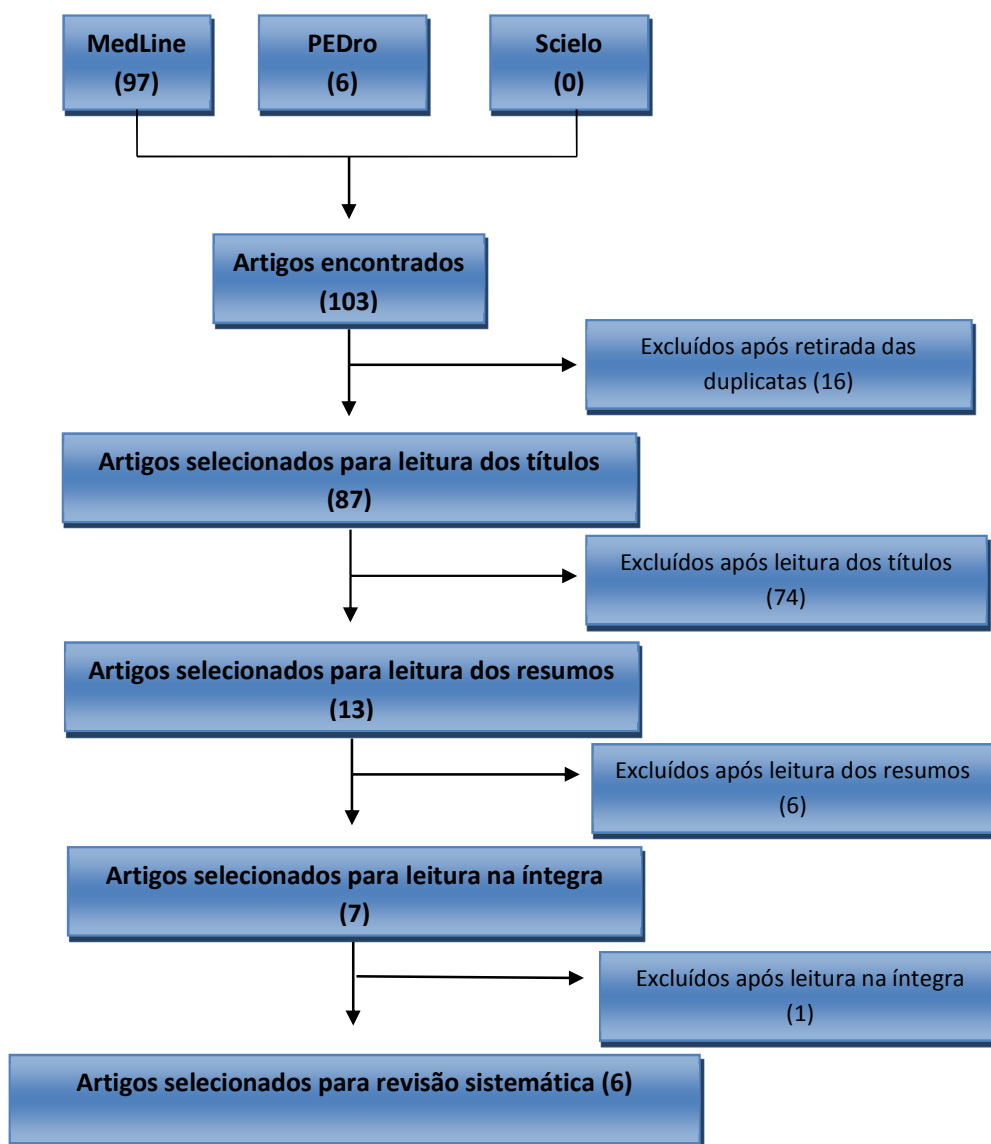 MedLine
(97)
PEDro
(6)
Scielo
(0)
Artigos encontrados
(103)
Excluídos após retirada das
duplicatas (16)
Artigos selecionados para leitura dos títulos
(87)
Excluídos após leitura dos títulos
(74)
Artigos selecionados para leitura dos resumos
(13)
Excluídos após leitura dos resumos
(6)
Artigos selecionados para leitura na íntegra
(7)
Excluídos após leitura na íntegra
(1)
Artigos selecionados para revisão sistemática (6)